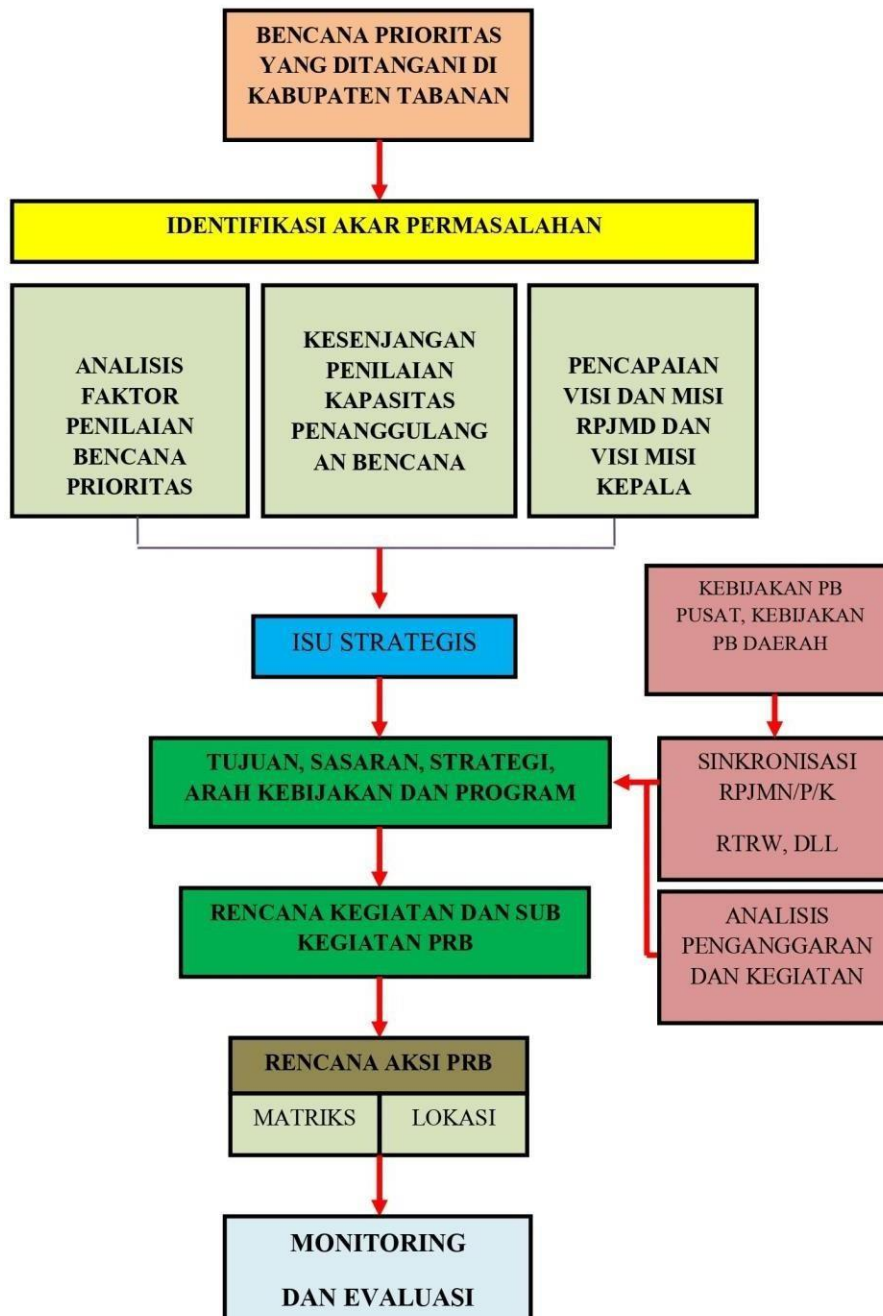 BENCANA PRIORITAS
YANG DITANGANI DI
KABUPATEN TABANAN
IDENTIFIKASI AKAR PERMASALAHAN
ANALISIS
FAKTOR
PENILAIAN
BENCANA
PRIORITAS
KESENJANGAN
PENILAIAN
KAPASITAS
PENANGGULANG
AN BENCANA
PENCAPAIAN
VISI DAN MISI
RPJMD DAN
VISI MISI
KEPALA
ISU STRATEGIS
KEBIJAKAN PB
PUSAT, KEBIJAKAN
PB DAERAH
TUJUAN, SASARAN, STRATEGI,
ARAH KEBIJAKAN DAN PROGRAM
SINKRONISASI
RPJMN/P/K
RTRW, DLL
RENCANA KEGIATAN DAN SUB
KEGIATAN PRB
ANALISIS
PENGANGGARAN
DAN KEGIATAN
RENCANA AKSI PRB
MATRIKS
LOKASI
MONITORING
DAN EVALUASI